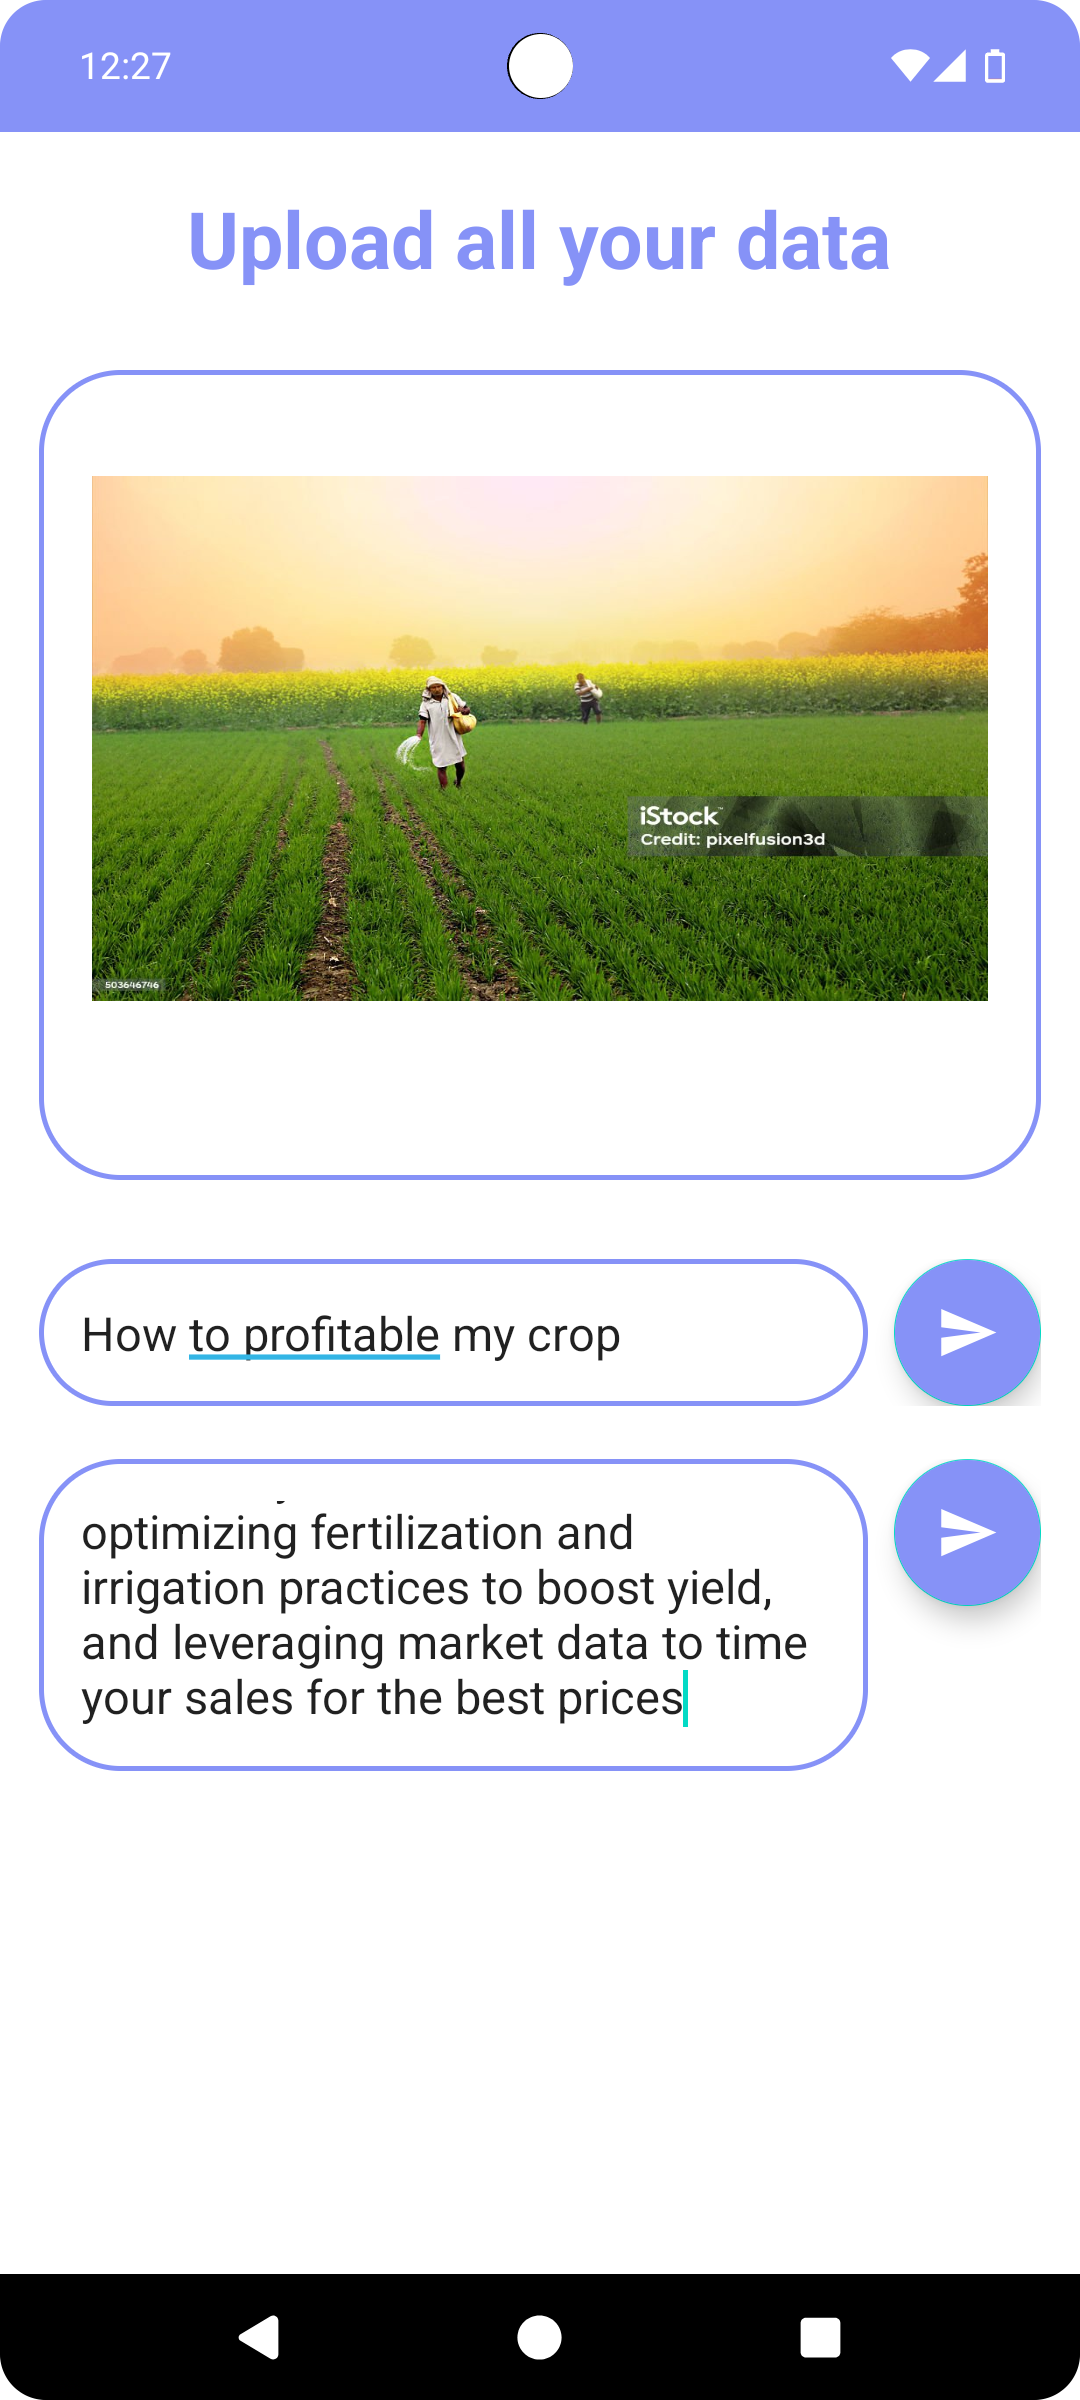 12:27
Upload all your data
iStock
Credit: pixelfusion3d
503646746
How to profitable my crop
optimizing fertilization and
irrigation practices to boost yield,
and leveraging market data to time
your sales for the best prices